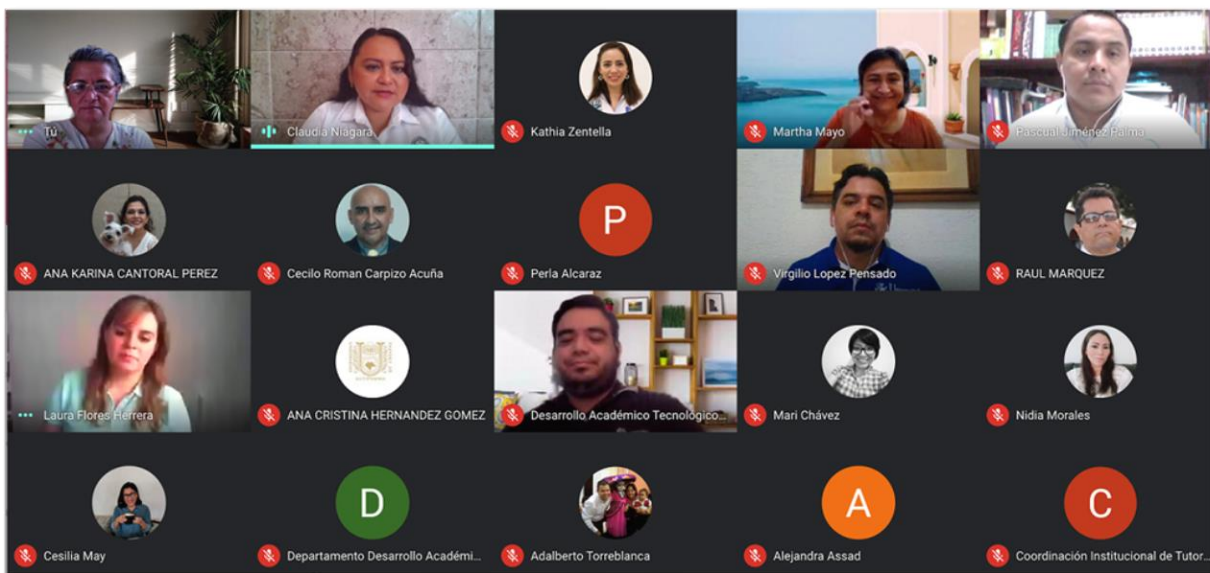 Tú
Claudia Niágara
Kathia Zentella
Martha Mayo
Pascual Jiménez Palma
ANA KARINA CANTORAL PEREZ
Cecilo Roman Carpizo Acuña
P
Perla Alcaraz
Virgilio Lopez Pensado
RAUL MARQUEZ
Laura Flores Herrera
ANA CRISTINA HERNANDEZ GOMEZ
Desarrollo Académico Tecnológico...
Mari Chávez
Nidia Morales
Cesilia May
D
Departamento Desarrollo Académi...
Adalberto Torreblanca
A
Alejandra Assad
C
Coordinación Institucional de Tutor...